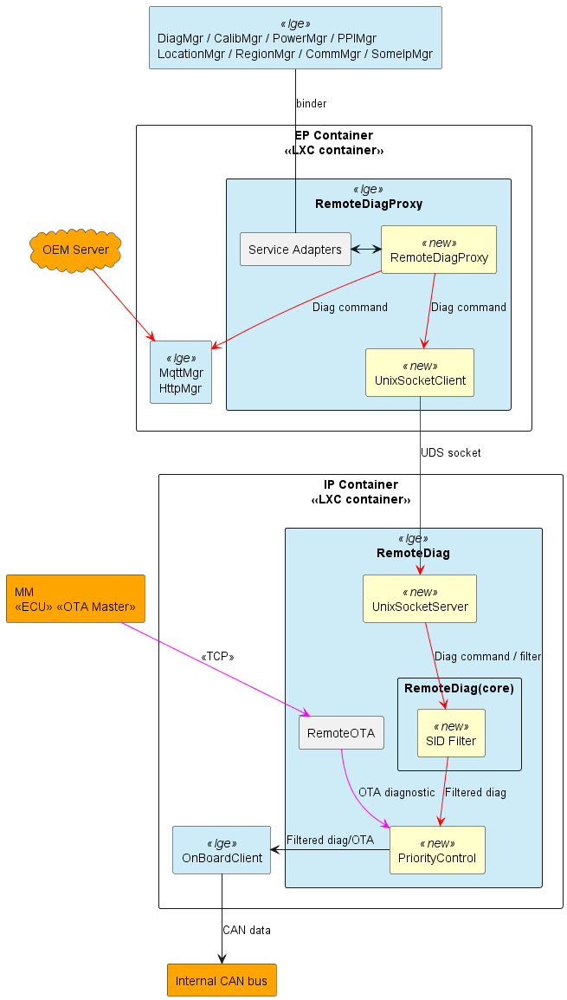 «lge»
DiagMgr / CalibMgr / PowerMgr / PPIMgr
LocationMgr / RegionMgr / CommMgr / SomeIpMgr
binder
EP Container
«LXC container»
«lge»
RemoteDiagProxy
OEM Server
Service Adapters
«new»
RemoteDiagProxy
Diag command
Diag command
«lge»
MqttMgr
HttpMgr
«new»
UnixSocketClient
UDS socket
IP Container
«LXC container»
«lge»
RemoteDiag
MM
«ECU» «OTA Master»
«new»
UnixSocketServer
«TCP»
Diag command / filter
RemoteDiag(core)
RemoteOTA
«new»
SID Filter
OTA diagnostic
Filtered diag
«lge»
OnBoardClient
Filtered diag/OTA
«new»
PriorityControl
CAN data
Internal CAN bus